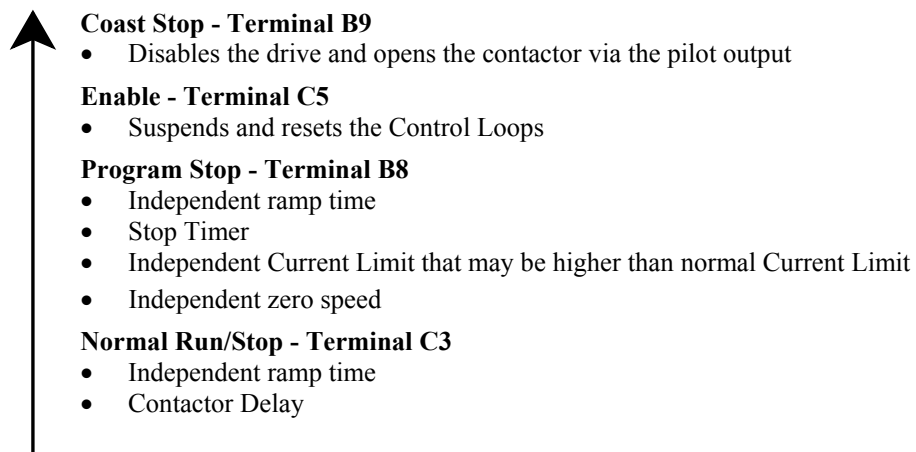 Coast Stop - Terminal B9
• Disables the drive and opens the contactor via the pilot output
Enable - Terminal C5
• Suspends and resets the Control Loops
Program Stop - Terminal B8
• Independent ramp time
• Stop Timer
• Independent Current Limit that may be higher than normal Current Limit
• Independent zero speed
Normal Run/Stop - Terminal C3
• Independent ramp time
• Contactor Delay